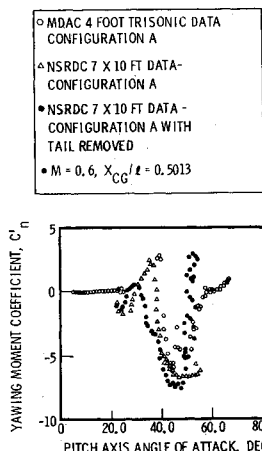 ○ MDAC 4 FOOT TRISONIC DATA
CONFIGURATION A
△ NSRDC 7 X 10 FT DATA-
CONFIGURATION A
● NSRDC 7 X 10 FT DATA -
CONFIGURATION A WITH
TAIL REMOVED
● M = 0.6, X_CG/ℓ = 0.5013
YAWING MOMENT COEFFICIENT, C'n
5
0
-5
-10
0
20.0
40.0
60.0
80.
PITCH AXIS ANGLE OF ATTACK, DE